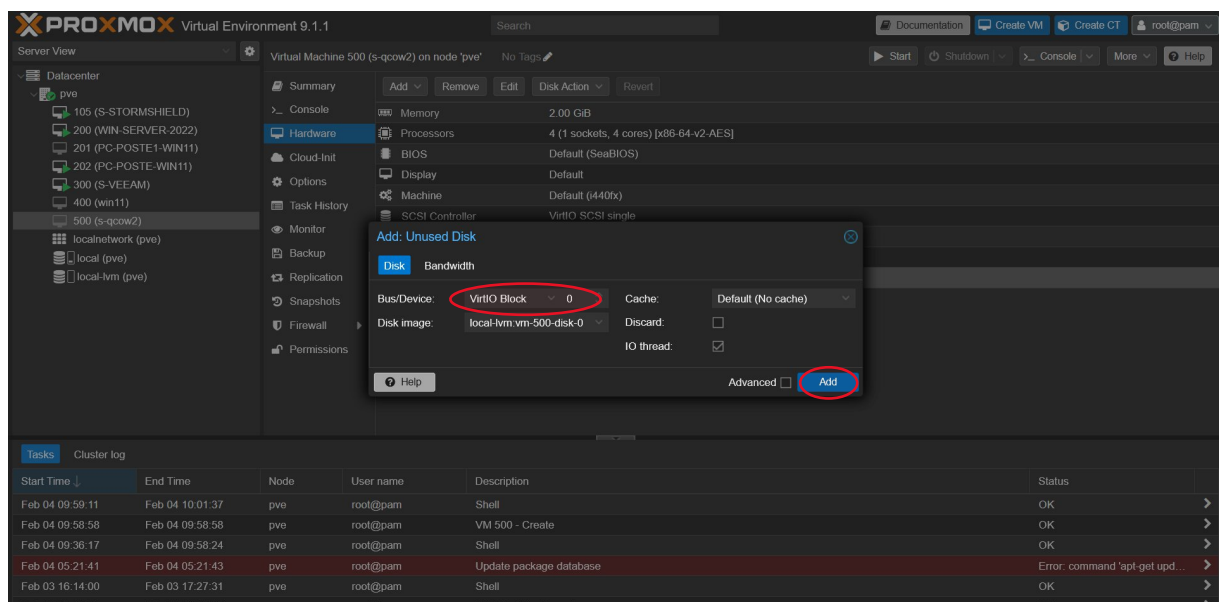 PROXMOX Virtual Environment 9.1.1
Search
Documentation
Create VM
Create CT
root@pam
Server View
Virtual Machine 500 (s-qcow2) on node 'pve'
No Tags
Start
Shutdown
Console
More
Help
Datacenter
pve
105 (S-STORMSHIELD)
200 (WIN-SERVER-2022)
201 (PC-POSTE1-WIN11)
202 (PC-POSTE-WIN11)
300 (S-VEEAM)
400 (win11)
500 (s-qcow2)
localnetwork (pve)
local (pve)
local-lvm (pve)
Summary
Console
Hardware
Cloud-Init
Options
Task History
Monitor
Backup
Replication
Snapshots
Firewall
Permissions
Add
Remove
Edit
Disk Action
Revert
Memory 2.00 GiB
Processors 4 (1 sockets, 4 cores) [x86-64-v2-AES]
BIOS Default (SeaBIOS)
Display Default
Machine Default (i440fx)
SCSI Controller VirtIO SCSI single
Add: Unused Disk
Disk Bandwidth
Bus/Device: VirtIO Block 0 Cache: Default (No cache)
Disk image: local-lvm:vm-500-disk-0 Discard:
IO thread:
Help Advanced Add
Tasks Cluster log
Start Time ↓ End Time Node User name Description Status
Feb 04 09:59:11 Feb 04 10:01:37 pve root@pam Shell OK
Feb 04 09:58:58 Feb 04 09:58:58 pve root@pam VM 500 - Create OK
Feb 04 09:36:17 Feb 04 09:58:24 pve root@pam Shell OK
Feb 04 05:21:41 Feb 04 05:21:43 pve root@pam Update package database Error: command 'apt-get upd...
Feb 03 16:14:00 Feb 03 17:27:31 pve root@pam Shell OK